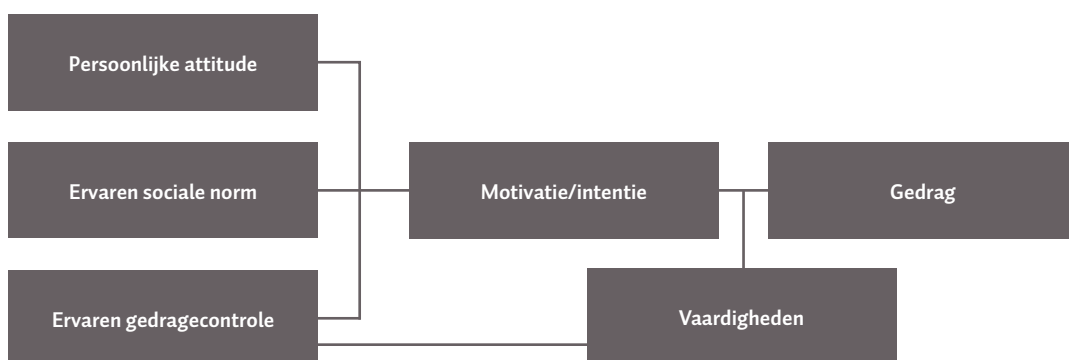 Persoonlijke attitude
Ervaren sociale norm
Motivatie/intentie
Gedrag
Ervaren gedragecontrole
Vaardigheden